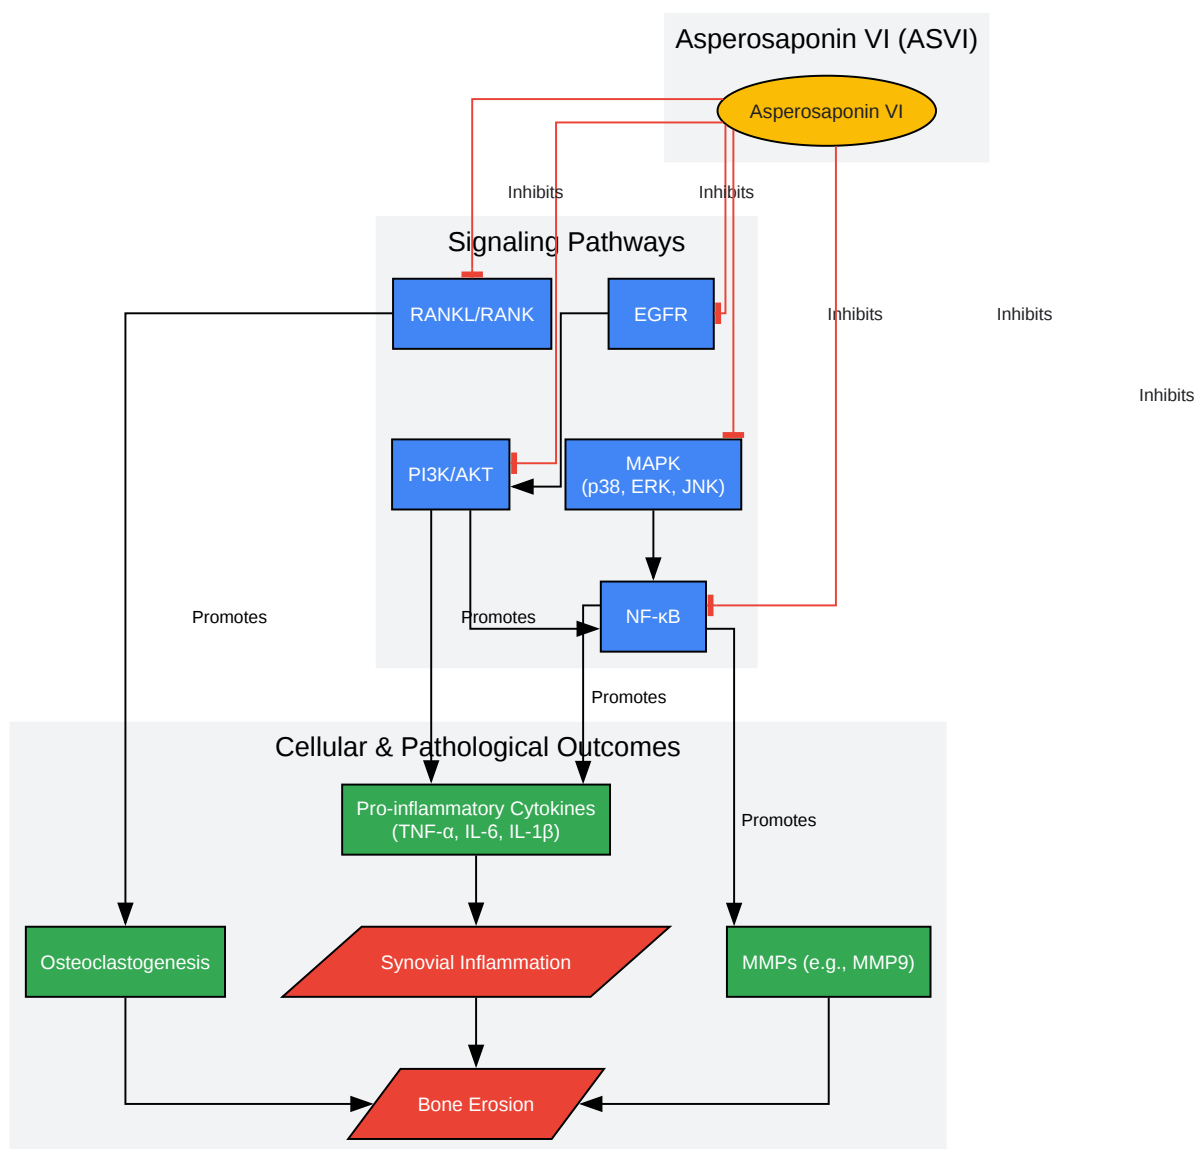 Asperosaponin VI (ASVI)
Asperosaponin VI
Inhibits
Inhibits
Signaling Pathways
RANKL/RANK
EGFR
Inhibits
Inhibits
Inhibits
PI3K/AKT
MAPK
(p38, ERK, JNK)
Promotes
Promotes
NF-κB
Promotes
Cellular & Pathological Outcomes
Pro-inflammatory Cytokines
(TNF-α, IL-6, IL-1β)
Promotes
Osteoclastogenesis
Synovial Inflammation
MMPs (e.g., MMP9)
Bone Erosion